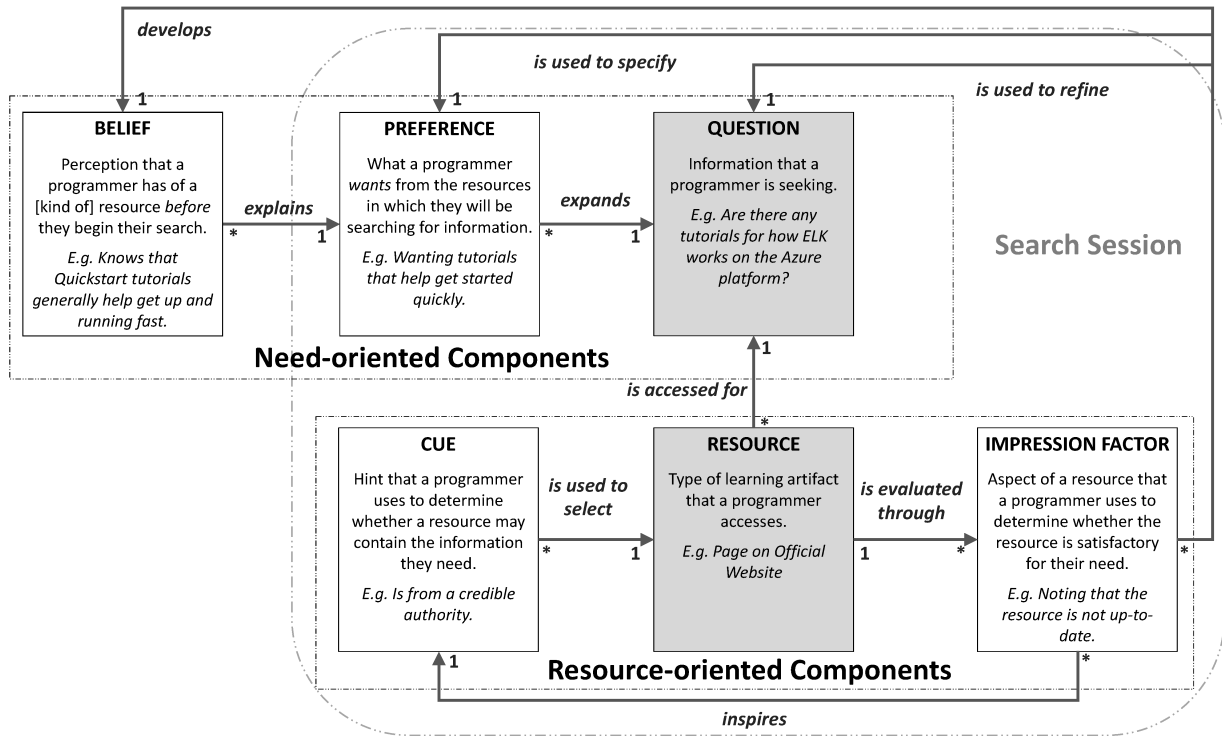 develops
is used to specify
is used to refine
1
1
1
BELIEF
Perception that a
programmer has of a
[kind of] resource before
they begin their search.
E.g. Knows that
Quickstart tutorials
generally help get up and
running fast.
explains
*
1
PREFERENCE
What a programmer
wants from the resources
in which they will be
searching for information.
E.g. Wanting tutorials
that help get started
quickly.
expands
*
1
QUESTION
Information that a
programmer is seeking.
E.g. Are there any
tutorials for how ELK
works on the Azure
platform?
Search Session
Need-oriented Components
1
is accessed for
*
CUE
Hint that a programmer
uses to determine
whether a resource may
contain the information
they need.
E.g. Is from a credible
authority.
is used to
select
*
1
RESOURCE
Type of learning artifact
that a programmer
accesses.
E.g. Page on Official
Website
is evaluated
through
1
*
IMPRESSION FACTOR
Aspect of a resource that
a programmer uses to
determine whether the
resource is satisfactory
for their need.
E.g. Noting that the
resource is not up-to-
date.
*
1
*
Resource-oriented Components
inspires